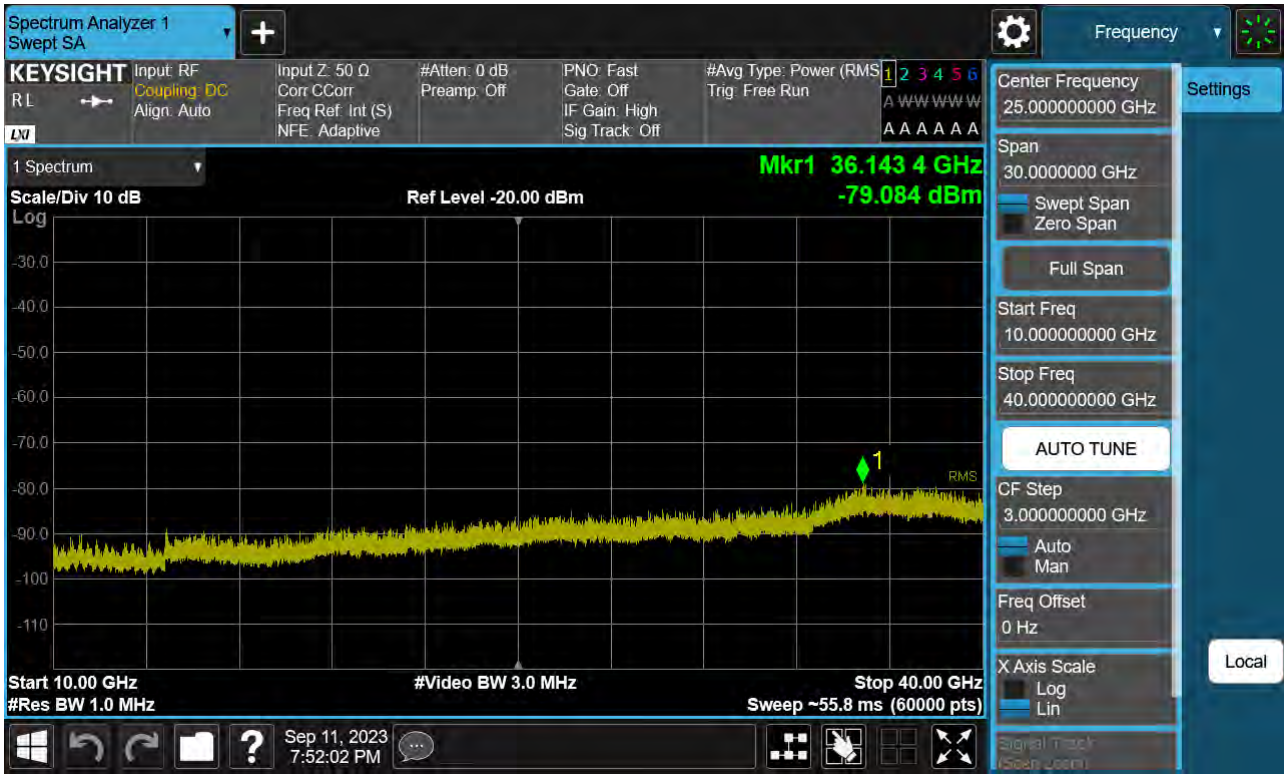 Spectrum Analyzer 1
Swept SA
+
Frequency
KEYSIGHT
RL
LXI
Input: RF
Coupling: DC
Align: Auto
Input Z: 50 Ω
Corr CCorr
Freq Ref: Int (S)
NFE: Adaptive
#Atten: 0 dB
Preamp: Off
PNO: Fast
Gate: Off
IF Gain: High
Sig Track: Off
#Avg Type: Power (RMS
Trig: Free Run
1 2 3 4 5 6
A W W W W W
A A A A A A
1 Spectrum
Scale/Div 10 dB
Log
Ref Level -20.00 dBm
Mkr1 36.143 4 GHz
-79.084 dBm
-30.0
-40.0
-50.0
-60.0
-70.0
-80.0
-90.0
-100
-110
1
RMS
Start 10.00 GHz
#Res BW 1.0 MHz
#Video BW 3.0 MHz
Stop 40.00 GHz
Sweep ~55.8 ms (60000 pts)
Center Frequency
25.000000000 GHz
Settings
Span
30.0000000 GHz
Swept Span
Zero Span
Full Span
Start Freq
10.000000000 GHz
Stop Freq
40.000000000 GHz
AUTO TUNE
CF Step
3.000000000 GHz
Auto
Man
Freq Offset
0 Hz
X Axis Scale
Log
Lin
Signal Track
(Span Zoom)
Local
?
Sep 11, 2023
7:52:02 PM